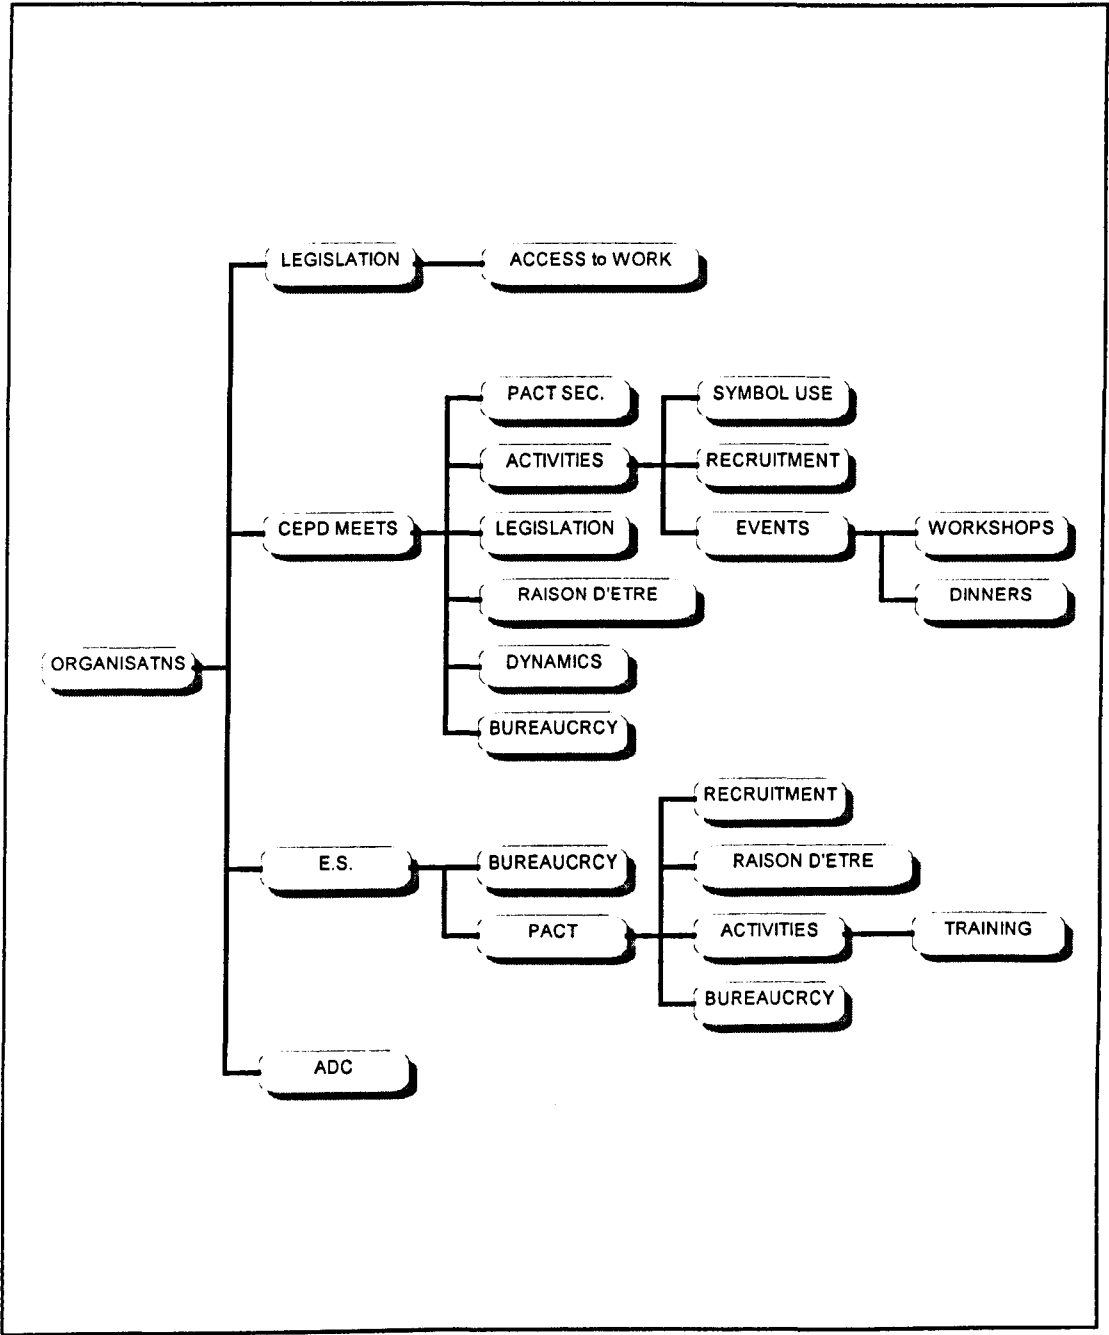 LEGISLATION
ACCESS to WORK
PACT SEC.
SYMBOL USE
ACTIVITIES
RECRUITMENT
CEPD MEETS
LEGISLATION
EVENTS
WORKSHOPS
RAISON D'ETRE
DINNERS
ORGANISATNS
DYNAMICS
BUREAUCRCY
RECRUITMENT
E.S.
BUREAUCRCY
RAISON D'ETRE
PACT
ACTIVITIES
TRAINING
BUREAUCRCY
ADC